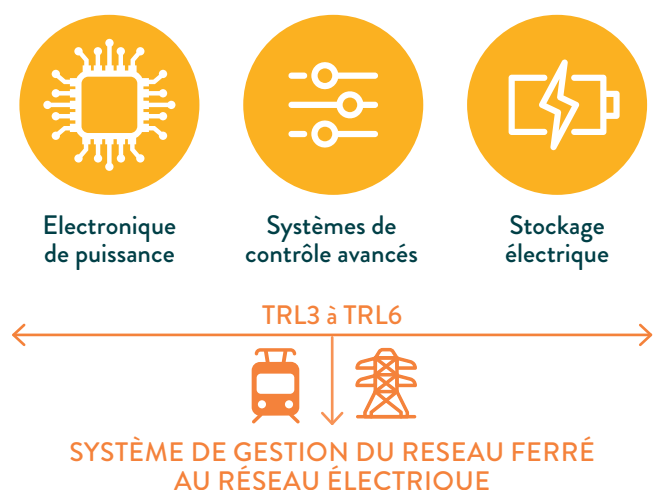 Electronique
de puissance
Systèmes de
contrôle avancés
Stockage
électrique
TRL3 à TRL6
SYSTÈME DE GESTION DU RESEAU FERRÉ
AU RÉSEAU ÉLECTRIQUE